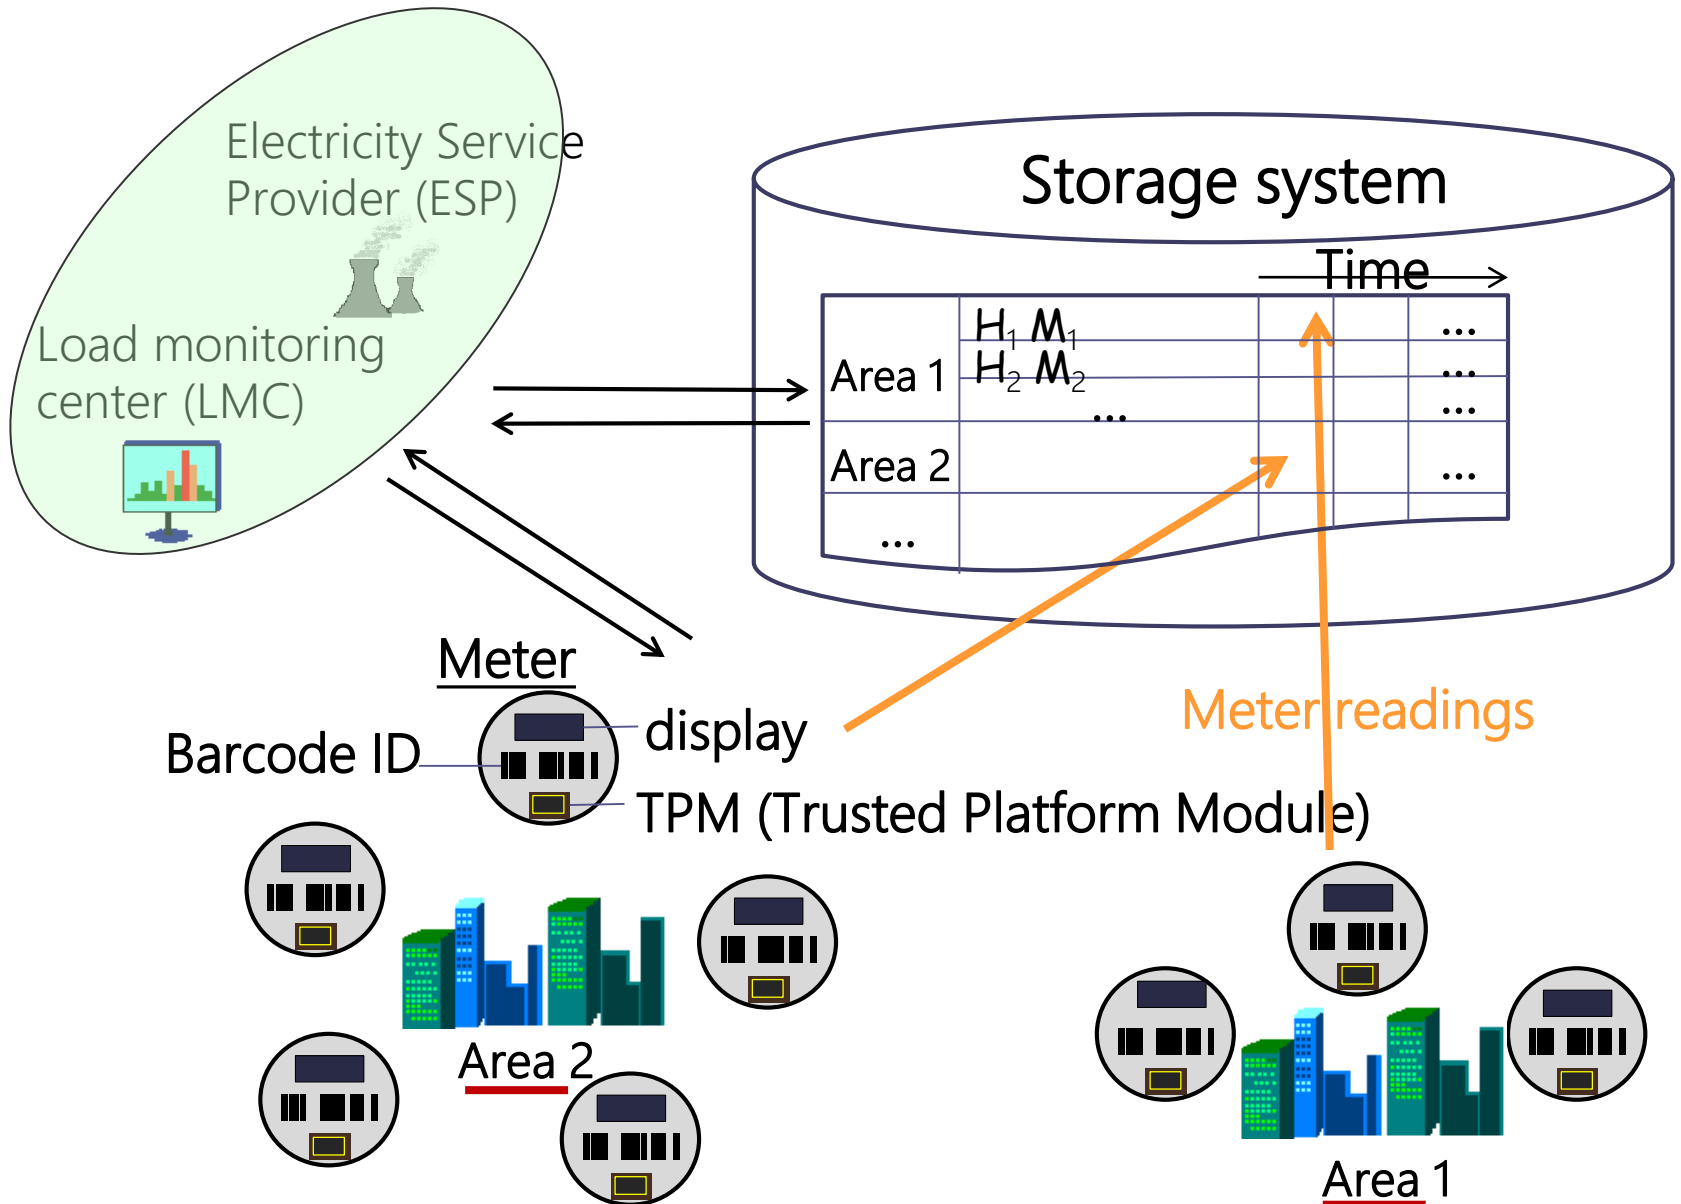 Electricity Service
Provider (ESP)
Load monitoring
center (LMC)
Storage system
Time
Area 1
H1 M1
...
H2 M2
...
...
...
Area 2
...
...
Meter
Barcode ID
display
TPM (Trusted Platform Module)
Meter readings
Area 2
Area 1